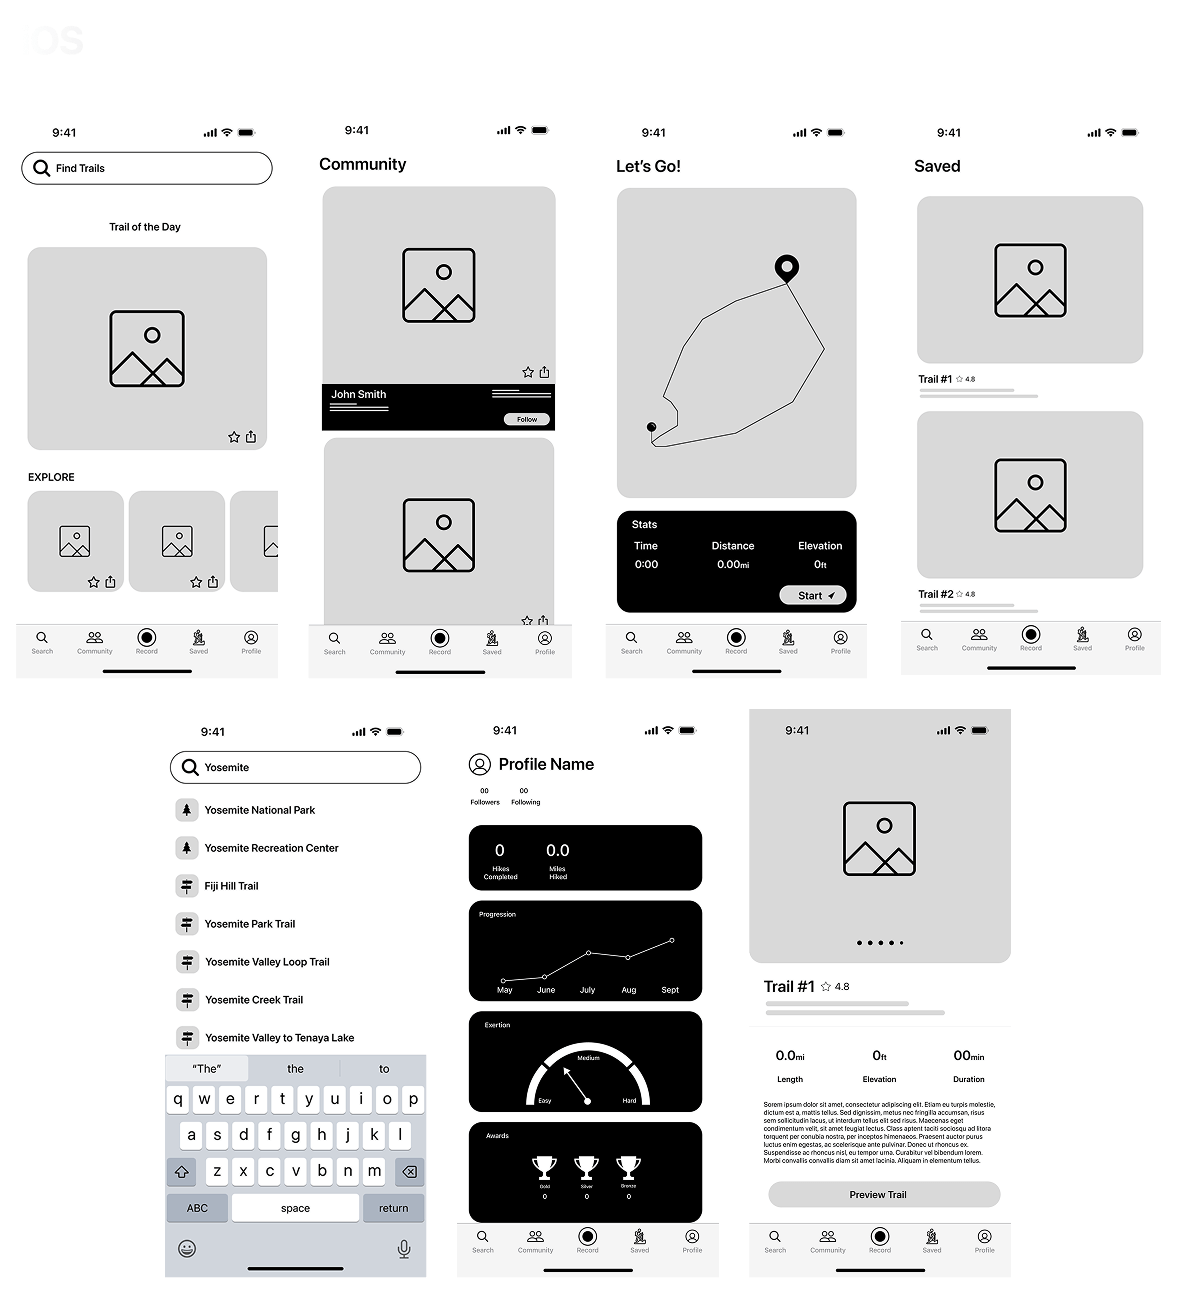 OS
9:41
Find Trails
Trail of the Day
EXPLORE
Search Community Record Saved Profile
9:41
Community
John Smith
Follow
Search Community Record Saved Profile
9:41
Let's Go!
Stats
Time Distance Elevation
0:00 0.00mi 0ft
Start
Search Community Record Saved Profile
9:41
Saved
Trail #1 4.8
Trail #2 4.8
Search Community Record Saved Profile
9:41
Yosemite
Yosemite National Park
Yosemite Recreation Center
Fiji Hill Trail
Yosemite Park Trail
Yosemite Valley Loop Trail
Yosemite Creek Trail
Yosemite Valley to Tenaya Lake
“The” the to
q w e r t y u i o p
a s d f g h j k l
z x c v b n m
ABC space return
9:41
Profile Name
00 00
Followers Following
0 0.0
Hikes Miles
Completed Hiked
Progression
May June July Aug Sept
Exertion
Medium
Easy Hard
Awards
Gold Silver Bronze
0 0 0
Search Community Record Saved Profile
9:41
Trail #1 4.8
0.0mi 0ft 00min
Length Elevation Duration
Sorem ipsum dolor sit amet, consectetur adipiscing elit. Etiam eu turpis molestie,
dictum est a, mattis tellus. Sed dignissim, metus nec fringilla accumsan, risus
sem sollicitudin lacus, ut interdum tellus elit sed risus. Maecenas eget
condimentum velit, sit amet feugiat lectus. Class aptent taciti sociosqu ad litora
torquent per conubia nostra, per inceptos himenaeos. Praesent auctor purus
luctus enim egestas, ac scelerisque ante pulvinar. Donec ut rhoncus ex.
Suspendisse ac rhoncus nisl, eu tempor urna. Curabitur vel bibendum lorem.
Morbi convallis convallis diam sit amet lacinia. Aliquam in elementum tellus.
Preview Trail
Search Community Record Saved Profile